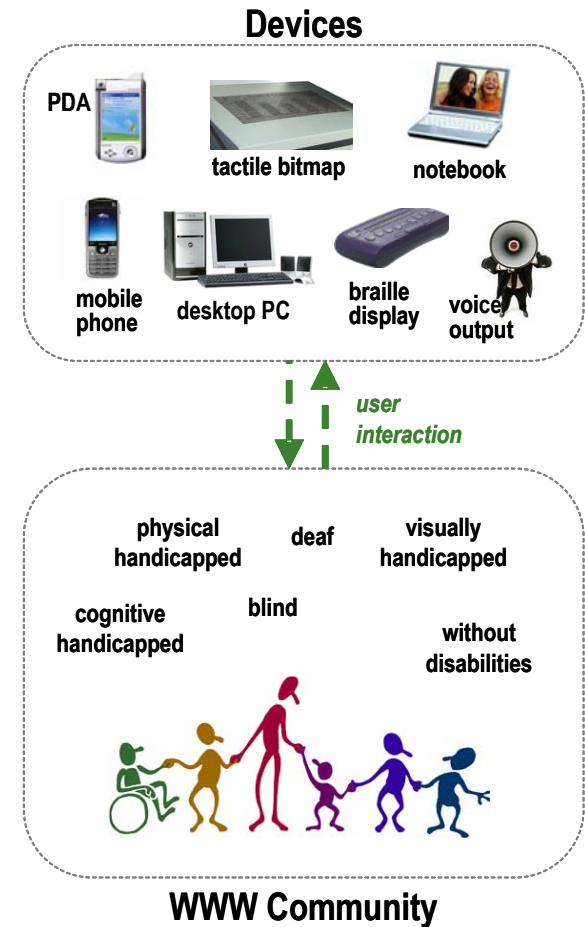 Devices
PDA
tactile bitmap
notebook
mobile
phone
desktop PC
braille
display
voice
output
user
interaction
physical
handicapped
deaf
visually
handicapped
cognitive
handicapped
blind
without
disabilities
WWW Community